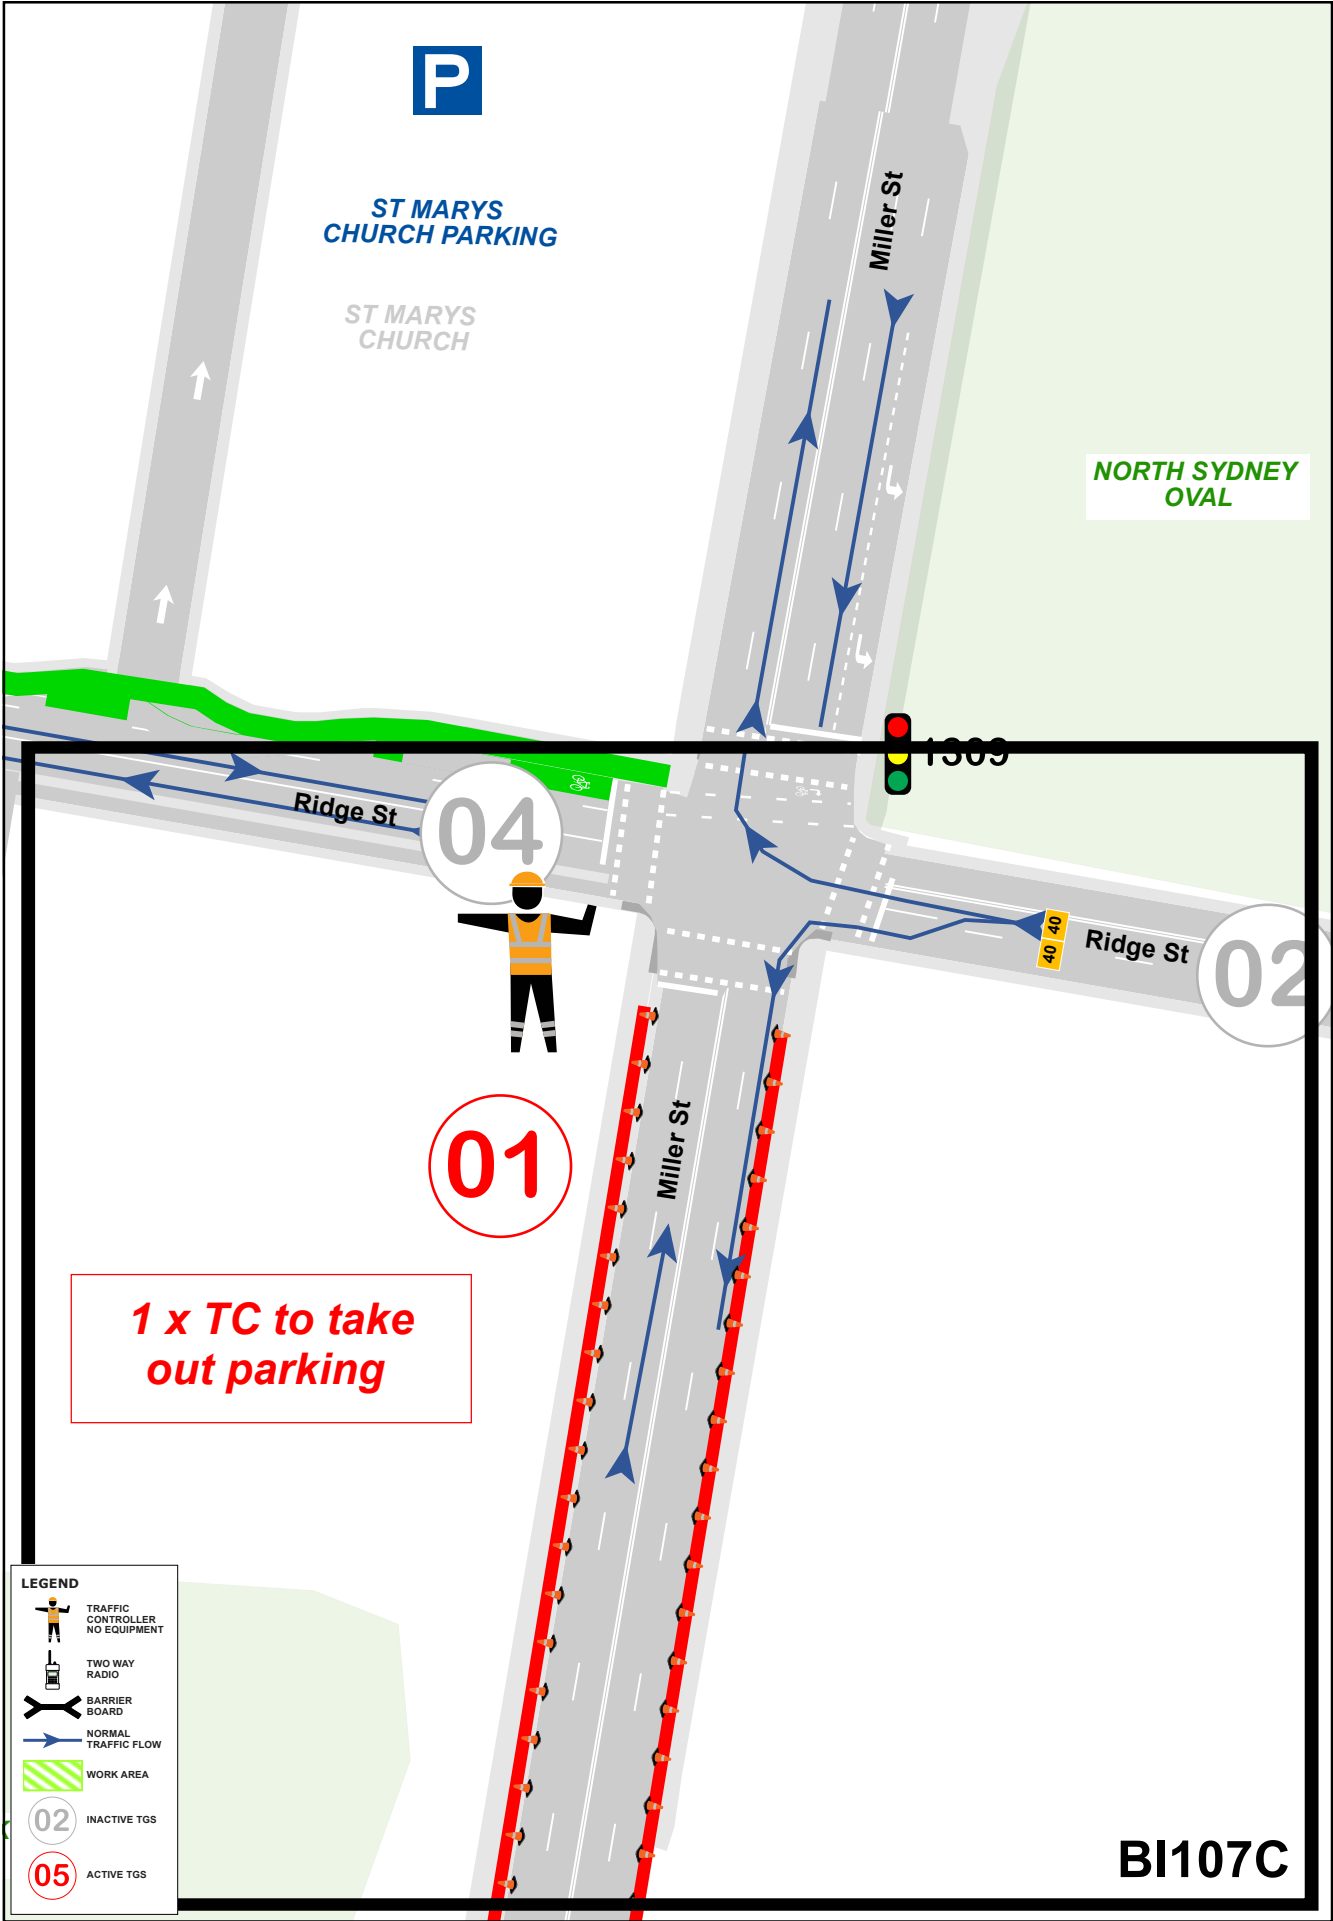 P
ST MARYS
CHURCH PARKING
ST MARYS
CHURCH
Miller St
NORTH SYDNEY
OVAL
1309
Ridge St
04
40
40
Ridge St
02
01
Miller St
1 x TC to take
out parking
LEGEND
TRAFFIC
CONTROLLER
NO EQUIPMENT
TWO WAY
RADIO
BARRIER
BOARD
NORMAL
TRAFFIC FLOW
WORK AREA
02
INACTIVE TGS
05
ACTIVE TGS
BI107C